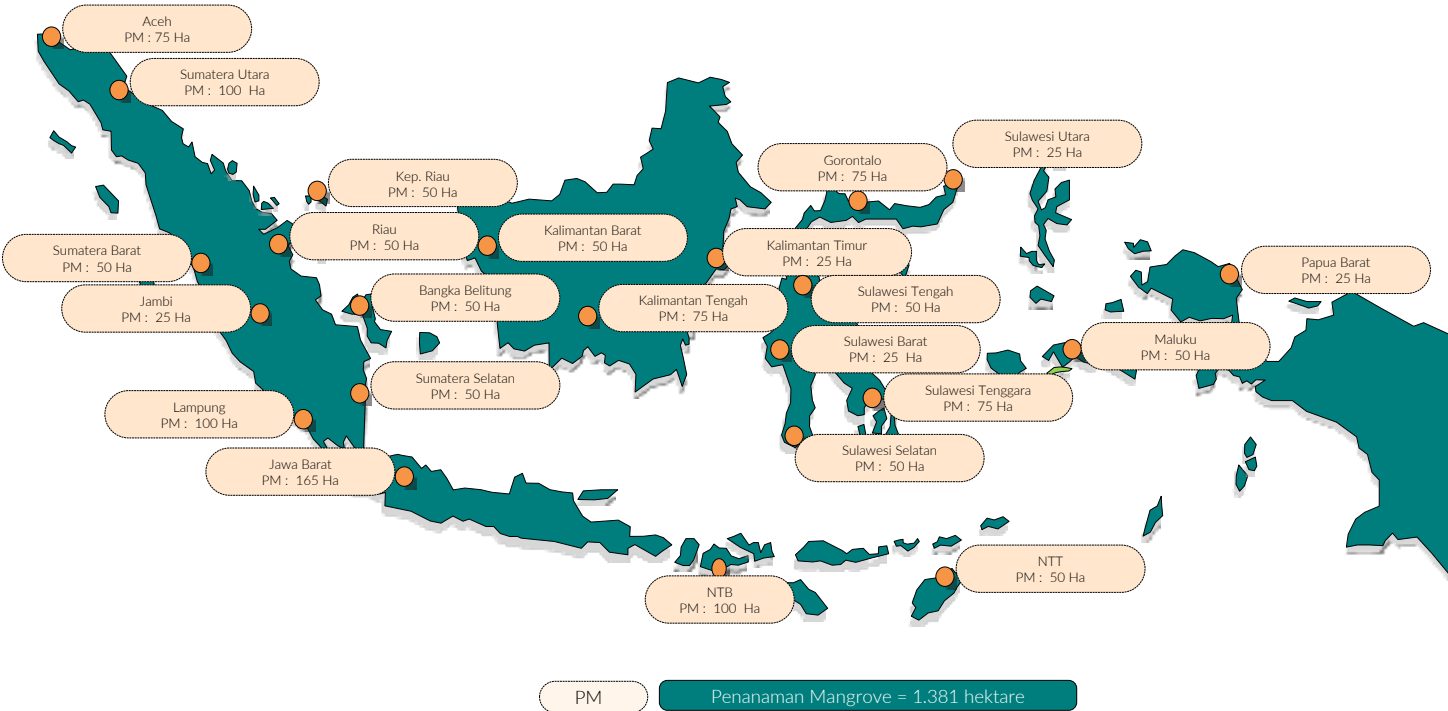 Aceh
PM : 75 Ha
Sumatera Utara
PM : 100 Ha
Kep. Riau
PM : 50 Ha
Riau
PM : 50 Ha
Sumatera Barat
PM : 50 Ha
Jambi
PM : 25 Ha
Bangka Belitung
PM : 50 Ha
Sumatera Selatan
PM : 50 Ha
Lampung
PM : 100 Ha
Jawa Barat
PM : 165 Ha
Kalimantan Barat
PM : 50 Ha
Kalimantan Tengah
PM : 75 Ha
Kalimantan Timur
PM : 25 Ha
Gorontalo
PM : 75 Ha
Sulawesi Utara
PM : 25 Ha
Sulawesi Tengah
PM : 50 Ha
Sulawesi Barat
PM : 25 Ha
Sulawesi Tenggara
PM : 75 Ha
Sulawesi Selatan
PM : 50 Ha
Maluku
PM : 50 Ha
Papua Barat
PM : 25 Ha
NTB
PM : 100 Ha
NTT
PM : 50 Ha
PM
Penanaman Mangrove = 1.381 hektare